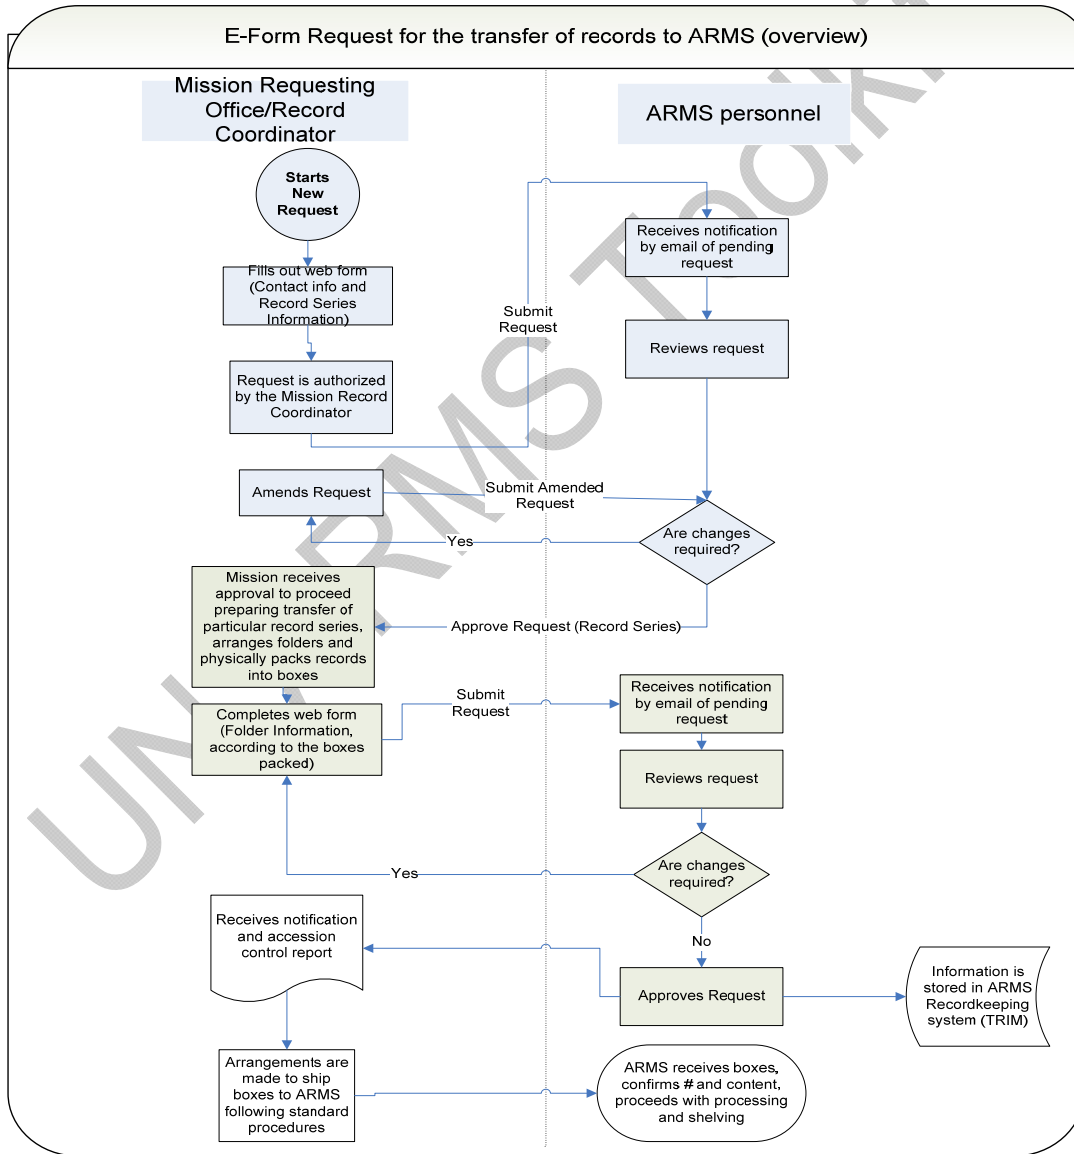 E-Form Request for the transfer of records to ARMS (overview)
Mission Requesting
Office/Record
Coordinator
ARMS personnel
Starts
New
Request
Receives notification
by email of pending
request
Fills out web form
(Contact info and
Record Series
Information)
Submit
Request
Reviews request
Request is authorized
by the Mission Record
Coordinator
Amends Request
Submit Amended
Request
Are changes
required?
Yes
Mission receives
approval to proceed
preparing transfer of
particular record series,
arranges folders and
physically packs records
into boxes
Approve Request (Record Series)
Receives notification
by email of pending
request
Submit
Request
Completes web form
(Folder Information,
according to the boxes
packed)
Reviews request
Are changes
required?
Yes
Receives notification
and accession
control report
No
Approves Request
Information is
stored in ARMS
Recordkeeping
system (TRIM)
Arrangements are
made to ship
boxes to ARMS
following standard
procedures
ARMS receives boxes,
confirms # and content,
proceeds with processing
and shelving